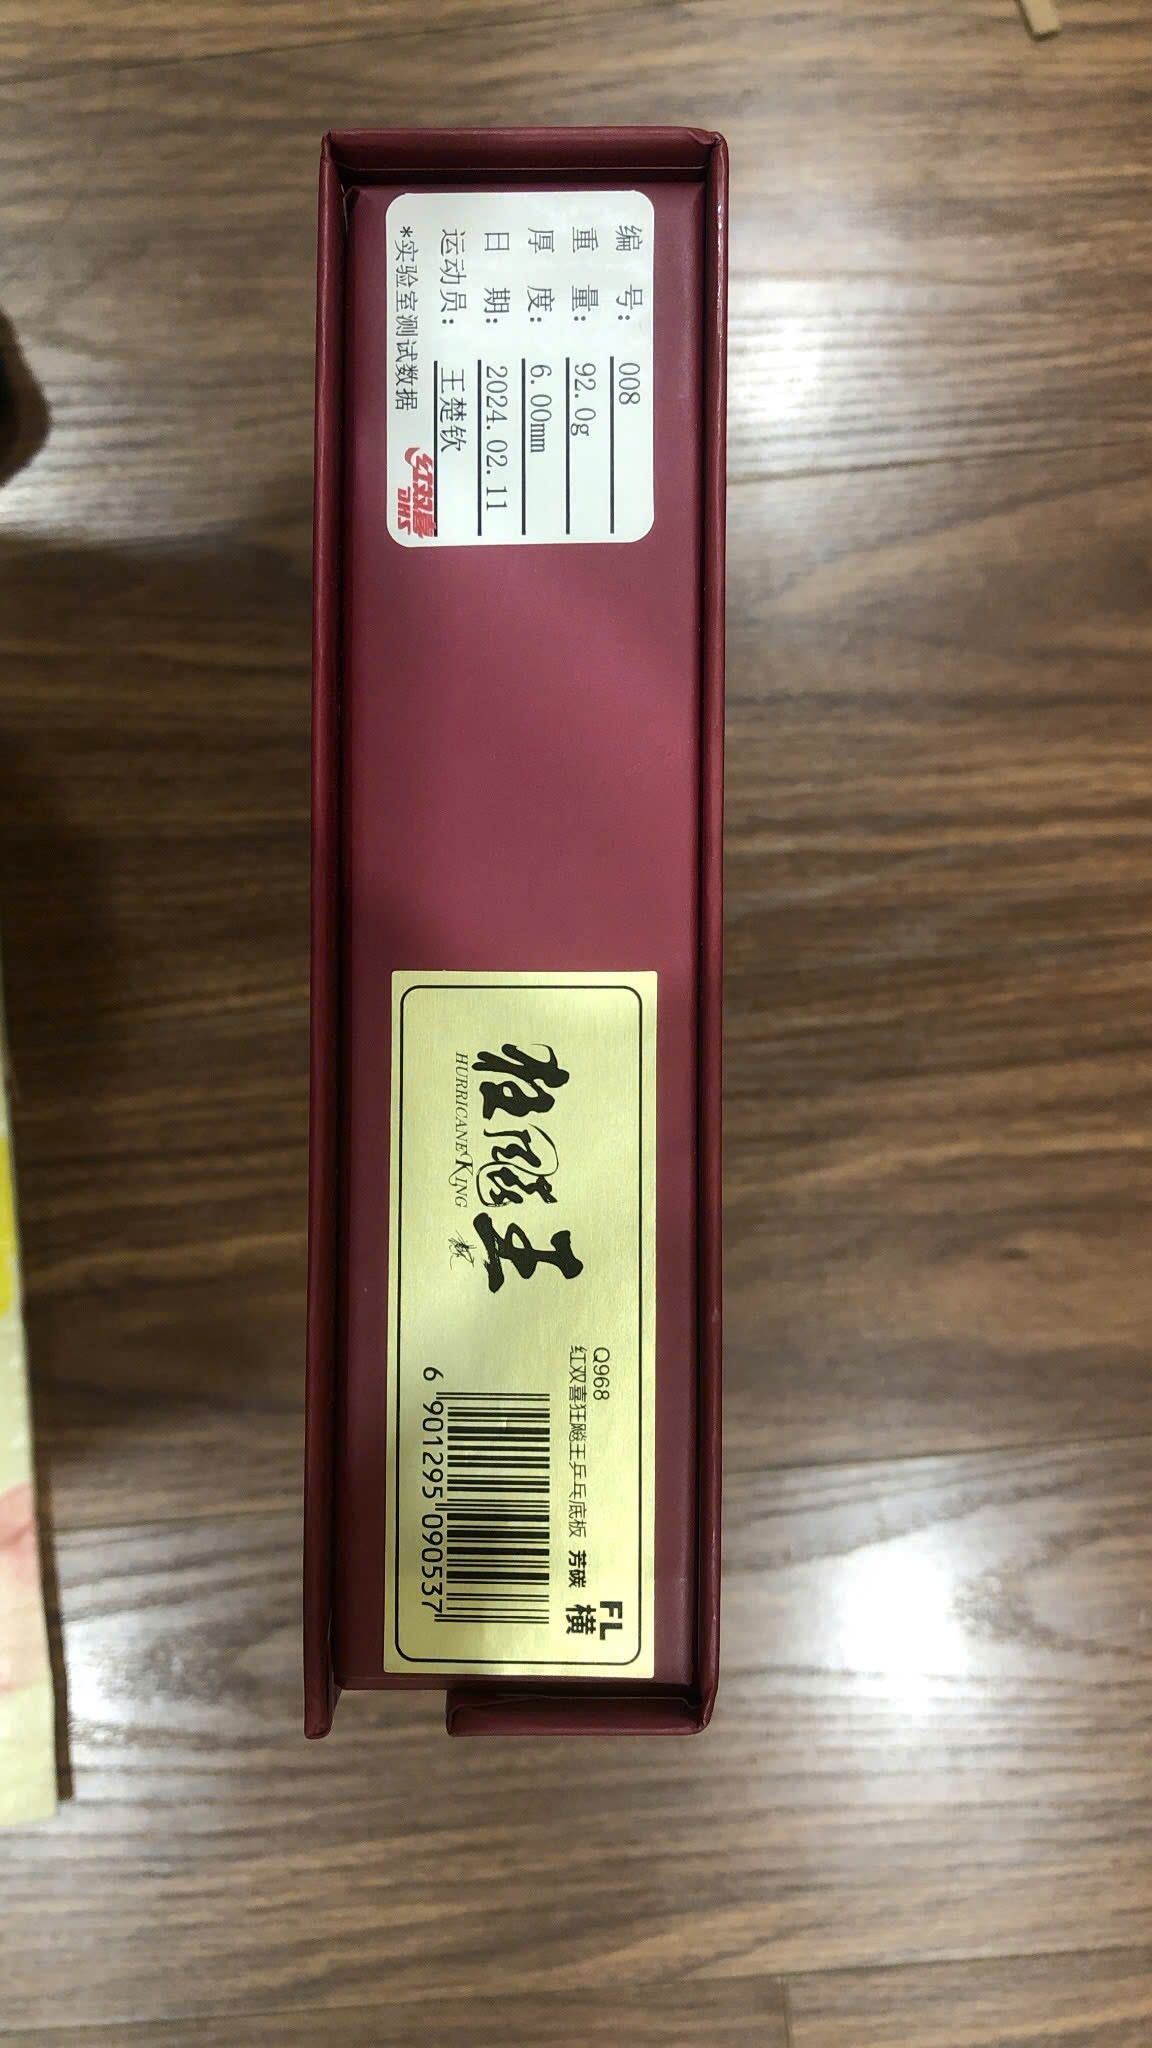 编 号: 008
重 量: 92.0g
厚 度: 6.00mm
日 期: 2024.02.11
运动员: 王楚钦
*实验室测试数据
红双喜
DHS
狂飚王
HURRICANE KING
Q968
红双喜狂飚王乒乓底板 芳碳
FL
横
6 901295 090537